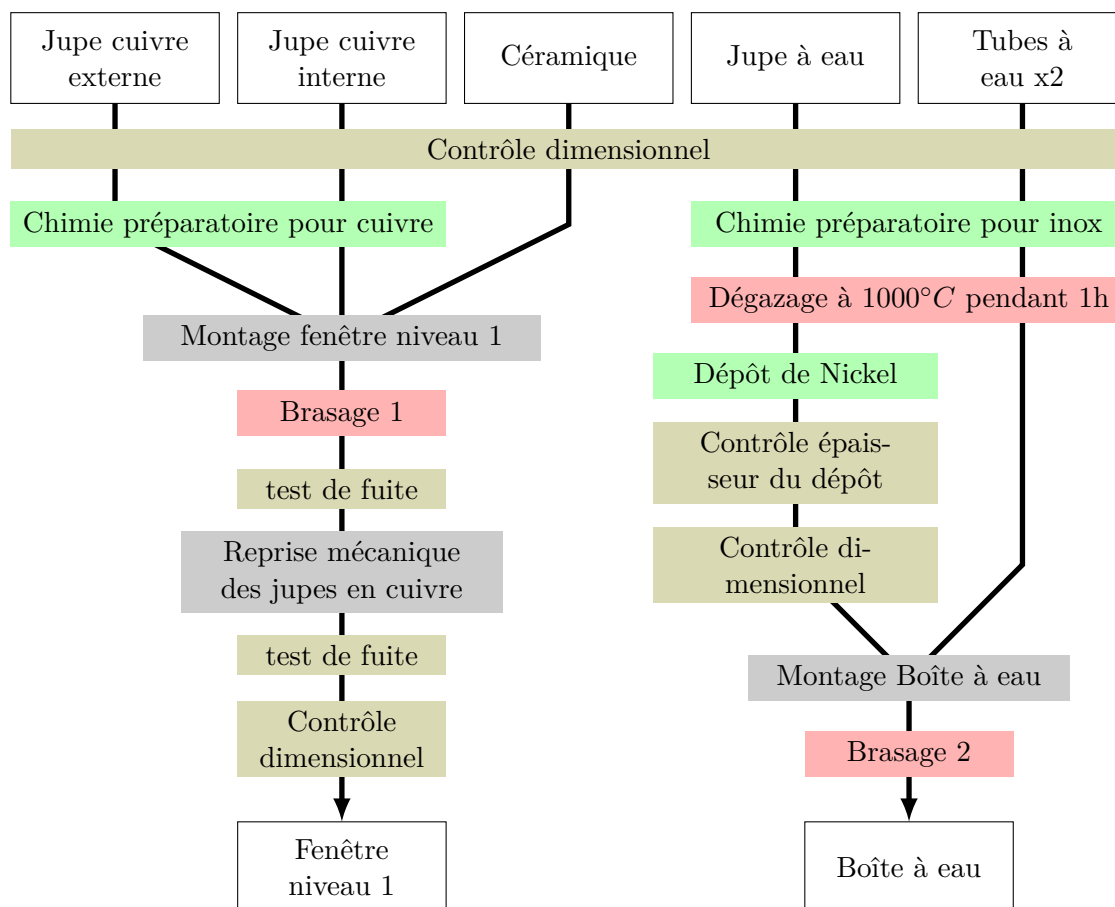 Jupe cuivre
externe
Jupe cuivre
interne
Céramique
Jupe à eau
Tubes à
eau x2
Contrôle dimensionnel
Chimie préparatoire pour cuivre
Chimie préparatoire pour inox
Dégazage à 1000°C pendant 1h
Montage fenêtre niveau 1
Dépôt de Nickel
Brasage 1
Contrôle épais-
seur du dépôt
test de fuite
Contrôle di-
mensionnel
Reprise mécanique
des jupes en cuivre
test de fuite
Montage Boîte à eau
Contrôle
dimensionnel
Brasage 2
Fenêtre
niveau 1
Boîte à eau